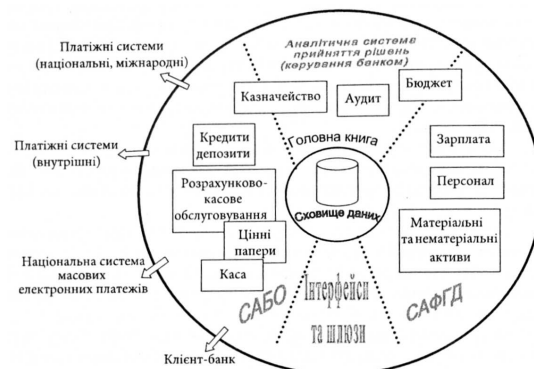 Платіжні системи
(національні, міжнародні)
Платіжні системи
(внутрішні)
Національна система
масових
електронних платежів
Клієнт-банк
Аналітична система
прийняття рішень
(керування банком)
Казначейство
Аудит
Бюджет
Кредити
депозити
Розрахунково-
касове
обслуговування
Цінні
папери
Каса
Головна книга
Сховище даних
Зарплата
Персонал
Матеріальні
та нематеріальні
активи
САБО
Інтерфейси
та шлюзи
САФГД